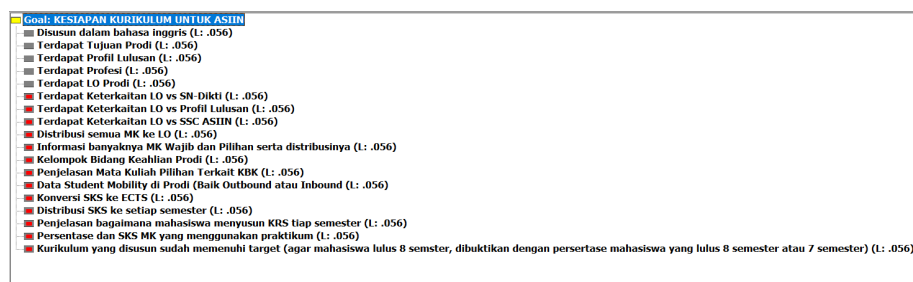 Goal: KESIAPAN KURIKULUM UNTUK ASIIN
Disusun dalam bahasa inggris (L: .056)
Terdapat Tujuan Prodi (L: .056)
Terdapat Profil Lulusan (L: .056)
Terdapat Profesi (L: .056)
Terdapat LO Prodi (L: .056)
Terdapat Keterkaitan LO vs SN-Dikti (L: .056)
Terdapat Keterkaitan LO vs Profil Lulusan (L: .056)
Terdapat Keterkaitan LO vs SSC ASIIN (L: .056)
Distribusi semua MK ke LO (L: .056)
Informasi banyaknya MK Wajib dan Pilihan serta distribusinya (L: .056)
Kelompok Bidang Keahlian Prodi (L: .056)
Penjelasan Mata Kuliah Pilihan Terkait KBK (L: .056)
Data Student Mobility di Prodi (Baik Outbound atau Inbound (L: .056)
Konversi SKS ke ECTS (L: .056)
Distribusi SKS ke setiap semester (L: .056)
Penjelasan bagaimana mahasiswa menyusun KRS tiap semester (L: .056)
Persentase dan SKS MK yang menggunakan praktikum (L: .056)
Kurikulum yang disusun sudah memenuhi target (agar mahasiswa lulus 8 semster, dibuktikan dengan persertase mahasiswa yang lulus 8 semester atau 7 semester) (L: .056)